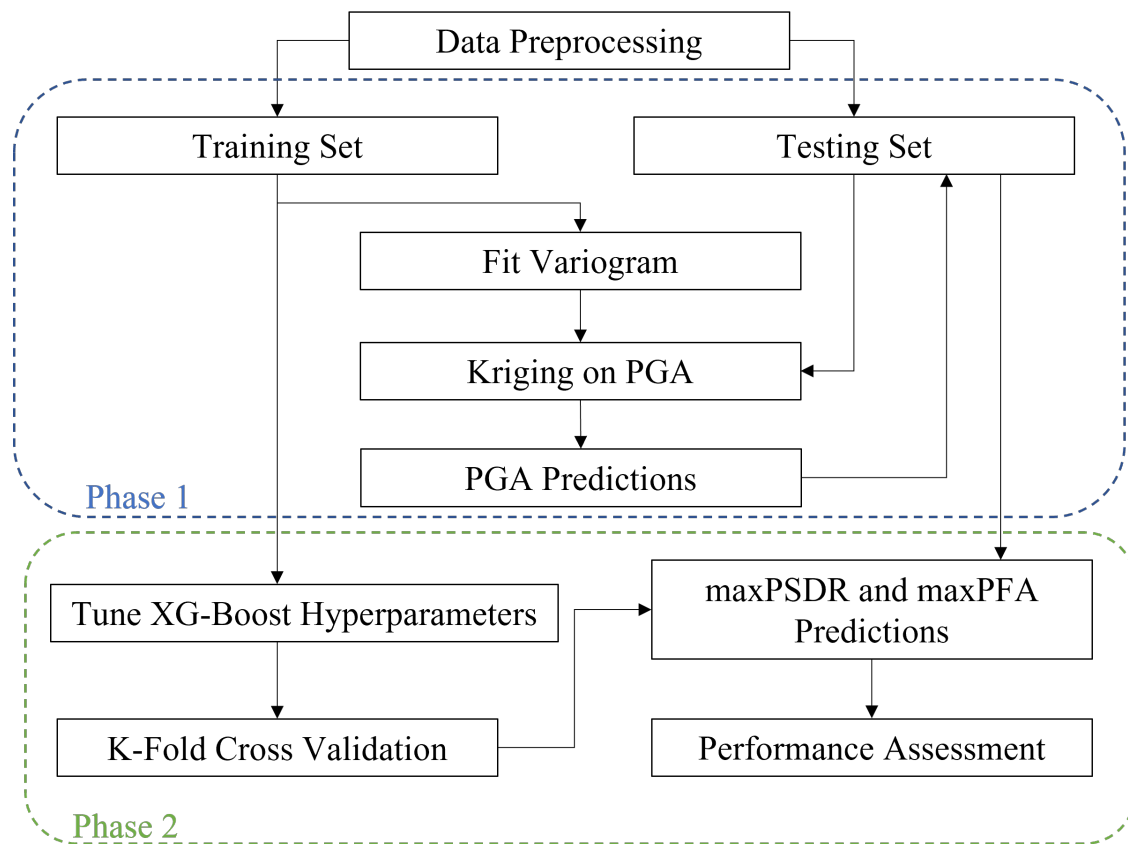 Data Preprocessing
Training Set
Testing Set
Fit Variogram
Kriging on PGA
PGA Predictions
Phase 1
Tune XG-Boost Hyperparameters
maxPSDR and maxPFA
Predictions
K-Fold Cross Validation
Performance Assessment
Phase 2